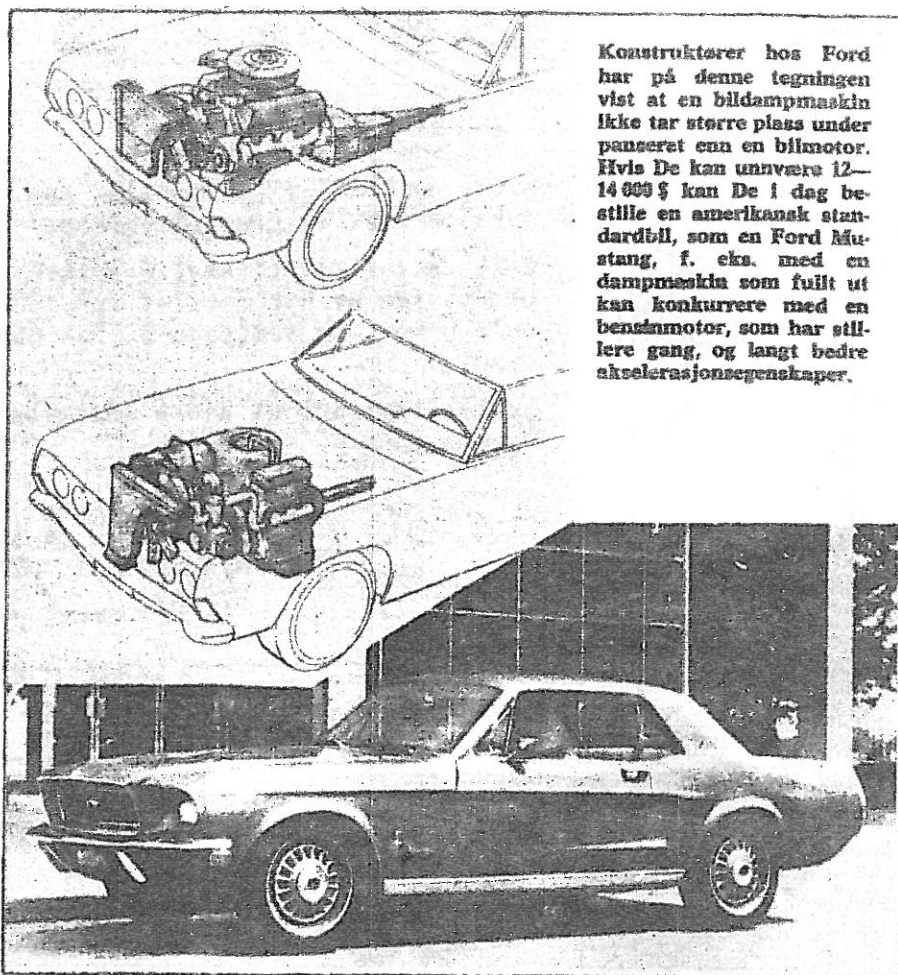 Konstruktører hos Ford
har på denne tegningen
vist at en bildampmaskin
ikke tar større plass under
panseret enn en bilmotor.
Hvis De kan unnvære 12—
14 000 $ kan De i dag be-
stille en amerikansk stan-
dardbil, som en Ford Mu-
stang, f. eks. med en
dampmaskin som fullt ut
kan konkurrere med en
bensinmotor, som har stil-
lere gang, og langt bedre
akselerasjonsegenskaper.